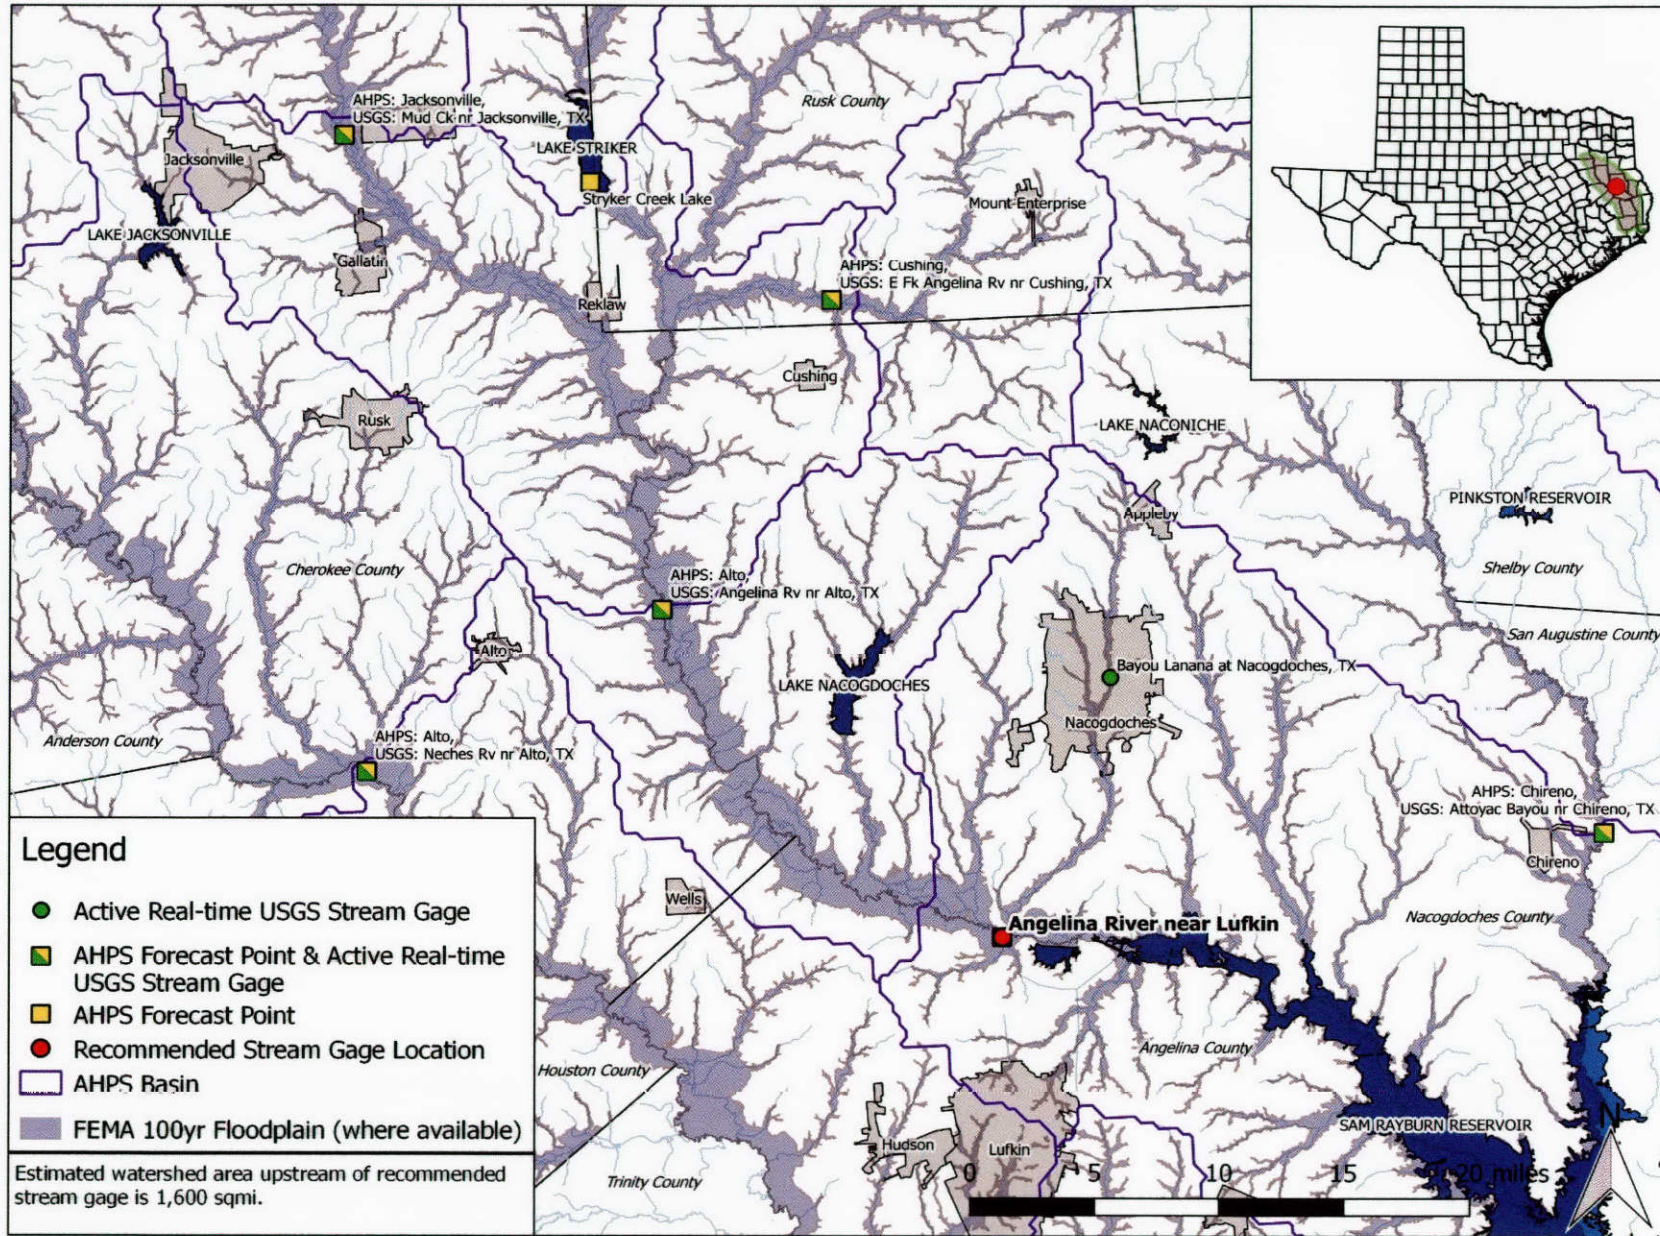 AHPS: Jacksonville,
USGS: Mud Ck nr Jacksonville, TX
Rusk County
LAKE STRIKER
Jacksonville
Stryker Creek Lake
Mount Enterprise
LAKE JACKSONVILLE
Gallatin
AHPS: Cushing,
USGS: E Fk Angelina Rv nr Cushing, TX
Reklaw
Cushing
Rusk
LAKE NACONICHE
PINKSTON RESERVOIR
Appleby
Cherokee County
Shelby County
AHPS: Alto,
USGS: Angelina Rv nr Alto, TX
San Augustine County
Alto
Bayou Lanana at Nacogdoches, TX
LAKE NACOGDOCHES
Nacogdoches
Anderson County
AHPS: Alto,
USGS: Neches Rv nr Alto, TX
AHPS: Chireno,
USGS: Attoyac Bayou nr Chireno, TX
Chireno
Wells
Nacogdoches County
Angelina River near Lufkin
Angelina County
Houston County
SAM RAYBURN RESERVOIR
N
Hudson
Lufkin
Trinity County
0 5 10 15 20 miles
Legend
Active Real-time USGS Stream Gage
AHPS Forecast Point & Active Real-time
USGS Stream Gage
AHPS Forecast Point
Recommended Stream Gage Location
AHPS Basin
FEMA 100yr Floodplain (where available)
Estimated watershed area upstream of recommended
stream gage is 1,600 sqmi.